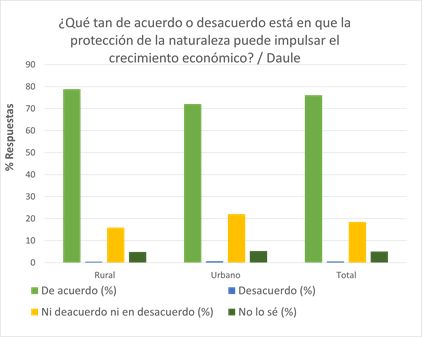 ¿Qué tan de acuerdo o desacuerdo está en que la
protección de la naturaleza puede impulsar el
crecimiento económico? / Daule
% Respuestas
90
80
70
60
50
40
30
20
10
0
Rural Urbano Total
De acuerdo (%) Desacuerdo (%)
Ni deacuerdo ni en desacuerdo (%) No lo sé (%)